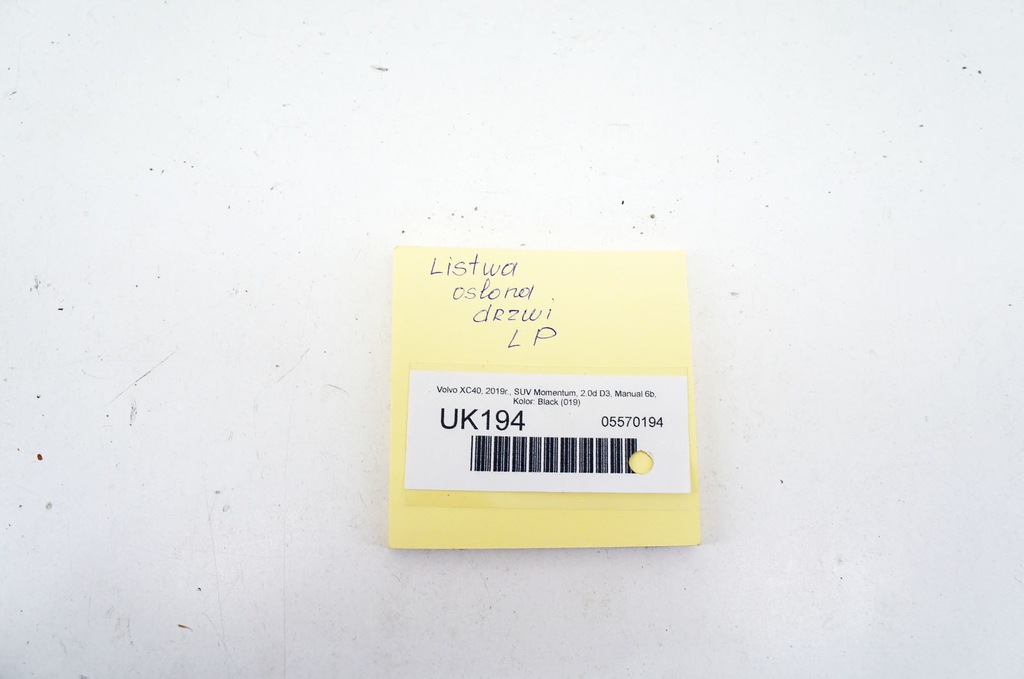 Listwa
osłona
drzwi
LP
Volvo XC40, 2019r., SUV Momentum, 2.0d D3, Manual 6b,
Kolor: Black (019)
UK194 05570194